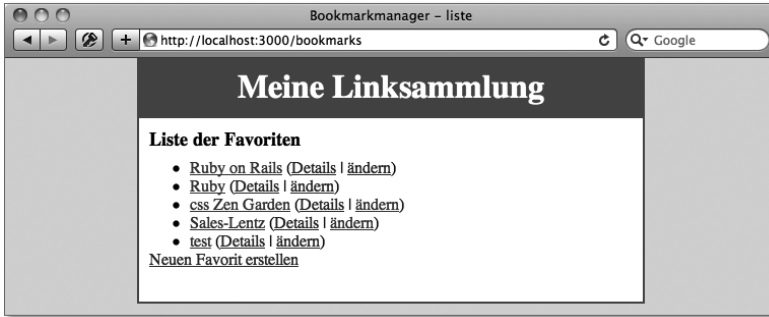 Bookmarkmanager – liste
http://localhost:3000/bookmarks
Google
Meine Linksammlung
Liste der Favoriten
• Ruby on Rails (Details | ändern)
• Ruby (Details | ändern)
• css Zen Garden (Details | ändern)
• Sales-Lentz (Details | ändern)
• test (Details | ändern)
Neuen Favorit erstellen